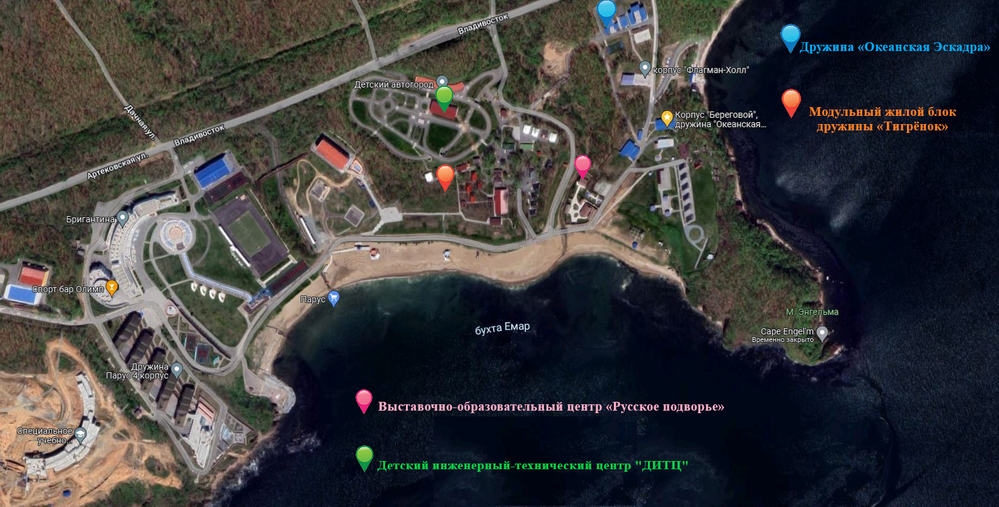 Владивосток
Дружина «Океанская Эскадра»
корпус "Флагман-Холл"
Детский автогород
Модульный жилой блок
дружины «Тигрёнок»
Дачная ул.
Корпус "Береговой",
дружина "Океанская...
Владивосток
Артековская ул.
Бригантина
Спорт бар Олимп
Парус
М. Энгельма
бухта Емар
Cape Engel'm
Временно закрыто
Дружина
Парус 4 корпус
Выставочно-образовательный центр «Русское подворье»
Специальное
учебно...
Детский инженерный-технический центр "ДИТЦ"